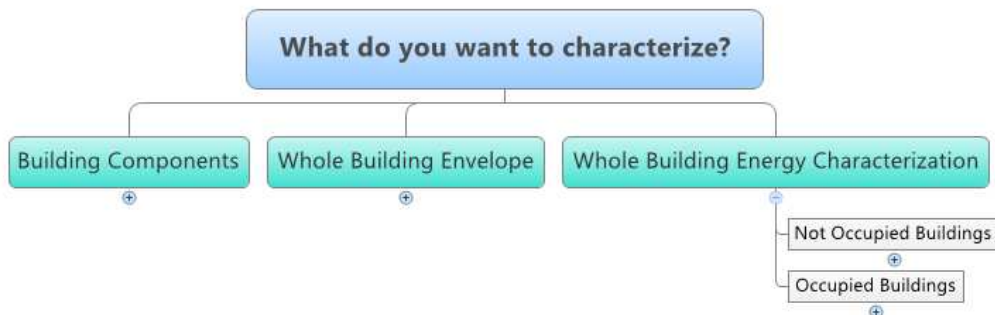 What do you want to characterize?
Building Components
Whole Building Envelope
Whole Building Energy Characterization
Not Occupied Buildings
Occupied Buildings